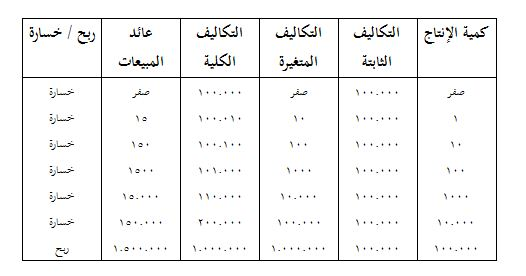 كمية الإنتاج التكاليف الثابتة التكاليف المتغيرة التكاليف الكلية عائد المبيعات ربح / خسارة
صفر ١٠٠.٠٠٠ صفر ١٠٠.٠٠٠ صفر خسارة
١ ١٠٠.٠٠٠ ١٠ ١٠٠.٠١٠ ١٥ خسارة
١٠ ١٠٠.٠٠٠ ١٠٠ ١٠٠.١٠٠ ١٥٠ خسارة
١٠٠ ١٠٠.٠٠٠ ١٠٠٠ ١٠١.٠٠٠ ١٥٠٠ خسارة
١٠٠٠ ١٠٠.٠٠٠ ١٠.٠٠٠ ١١٠.٠٠٠ ١٥.٠٠٠ خسارة
١٠.٠٠٠ ١٠٠.٠٠٠ ١٠٠.٠٠٠ ٢٠٠.٠٠٠ ١٥٠.٠٠٠ خسارة
١٠٠.٠٠٠ ١٠٠.٠٠٠ ١.٠٠٠.٠٠٠ ١.٠٠٠.٠٠٠ ١.٥٠٠.٠٠٠ ربح